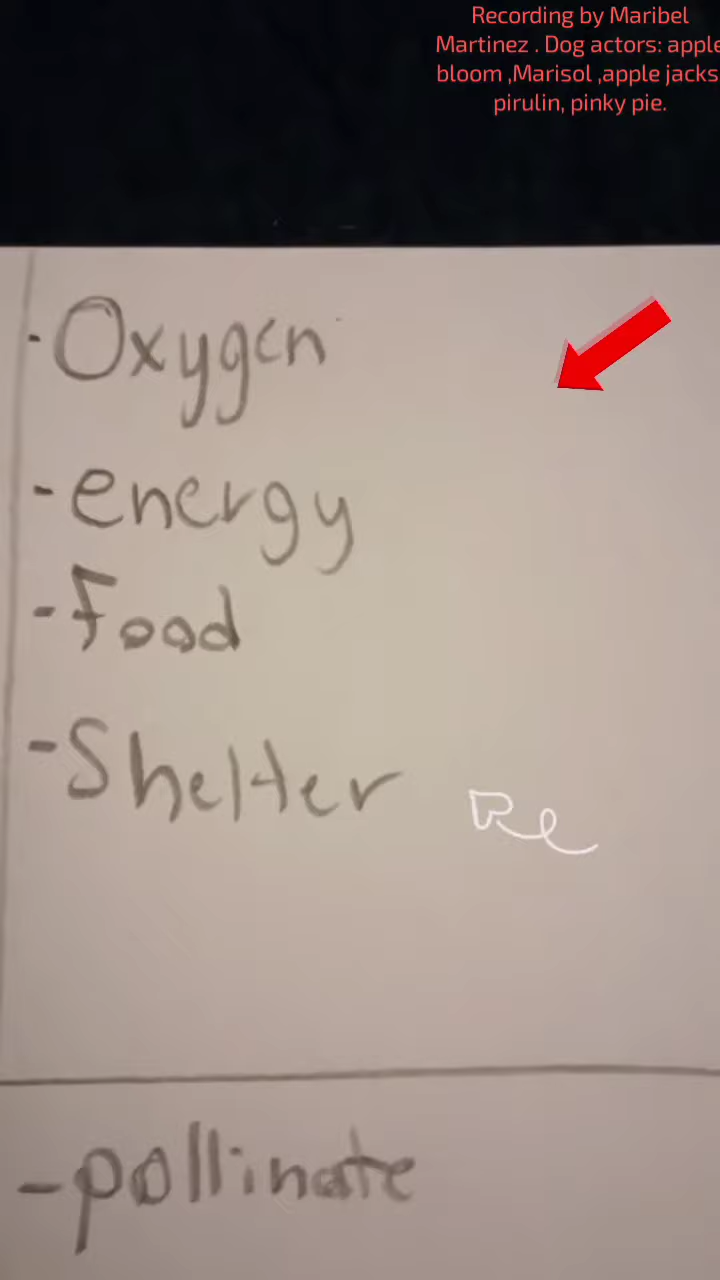 Recording by Maribel
Martinez . Dog actors: apple
bloom ,Marisol ,apple jacks
pirulin, pinky pie.
· Oxygen
- energy
- Food
- Shelter
- pollinate